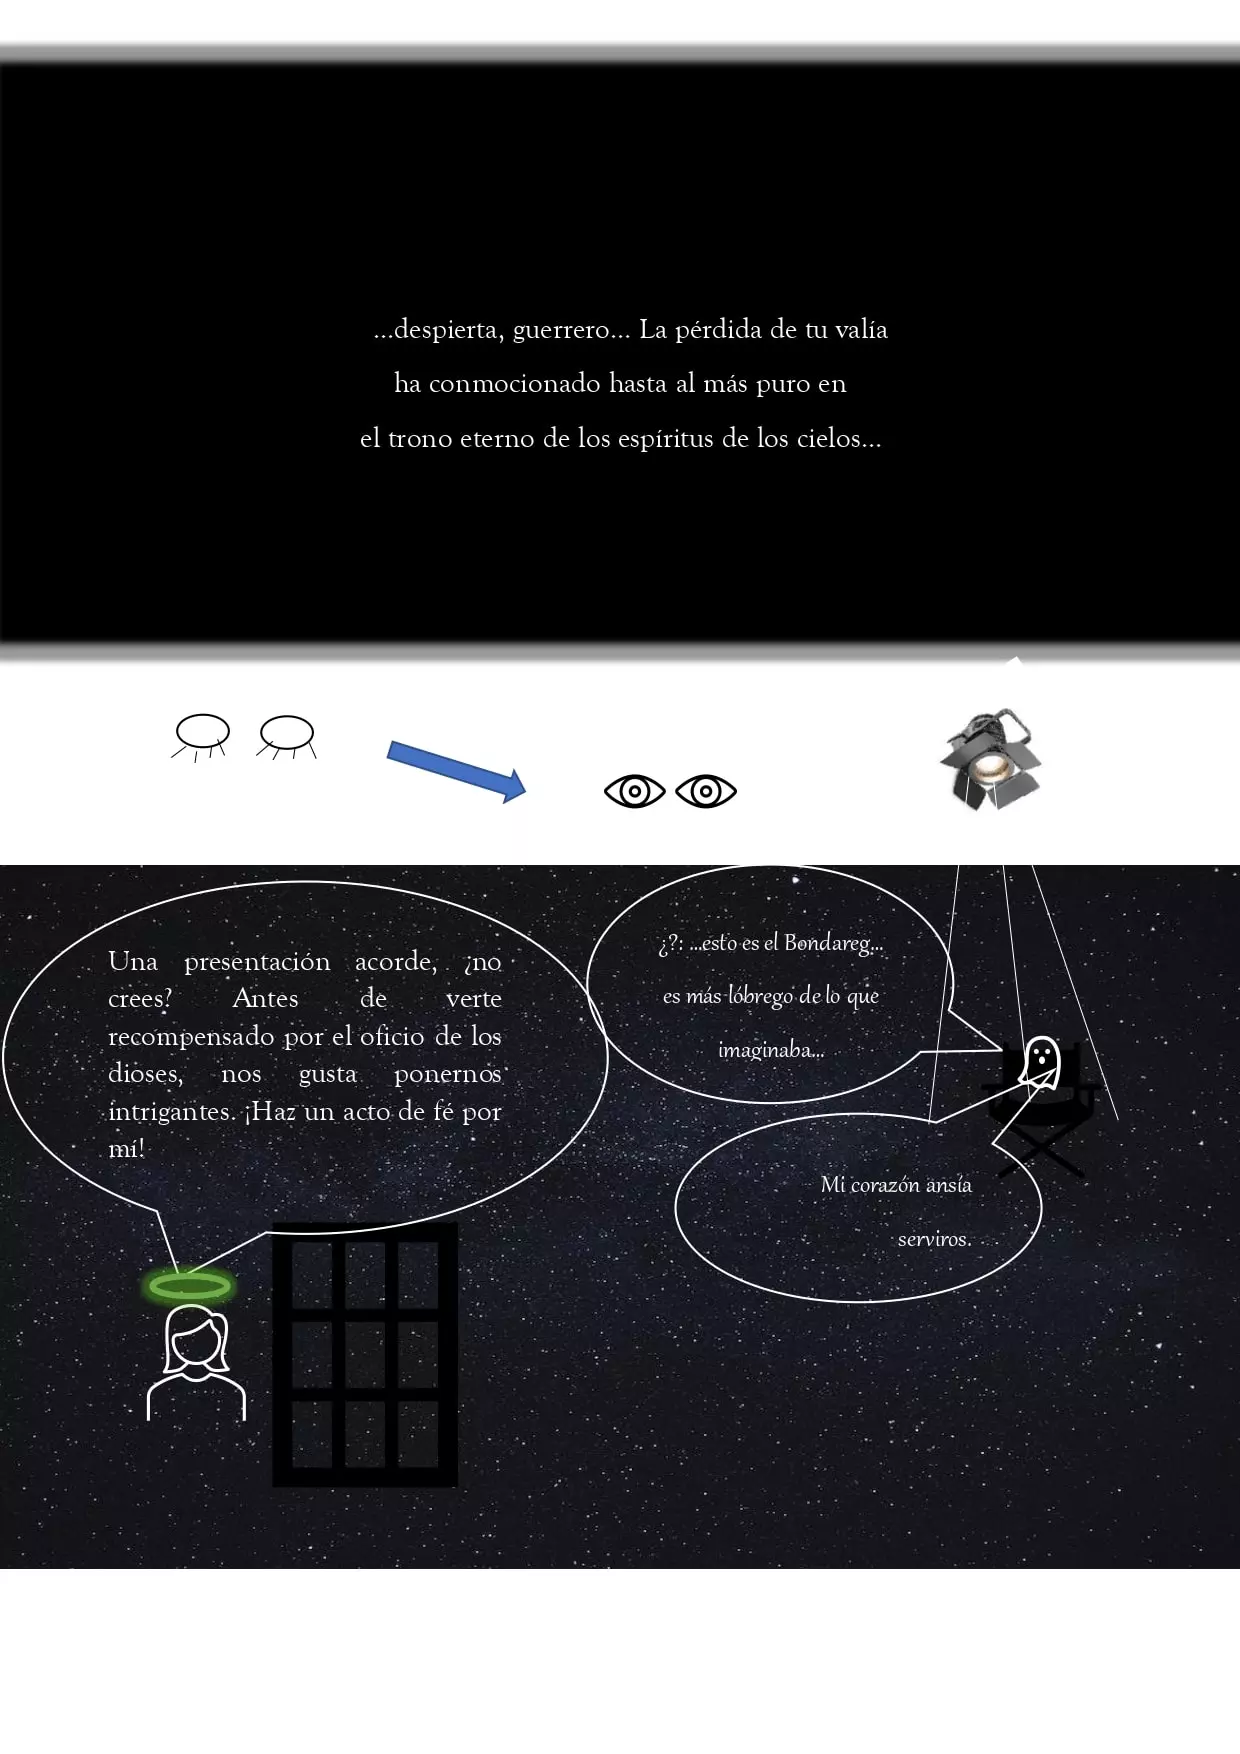 ...despierta, guerrero... La pérdida de tu valía
ha conmocionado hasta al más puro en
el trono eterno de los espíritus de los cielos...
Una presentación acorde, ¿no
crees? Antes de verte
recompensado por el oficio de los
dioses, nos gusta ponernos
intrigantes. ¡Haz un acto de fé por
mí!
¿?: ...esto es el Bondareg...
es más lóbrego de lo que
imaginaba...
Mi corazón ansía
serviros.